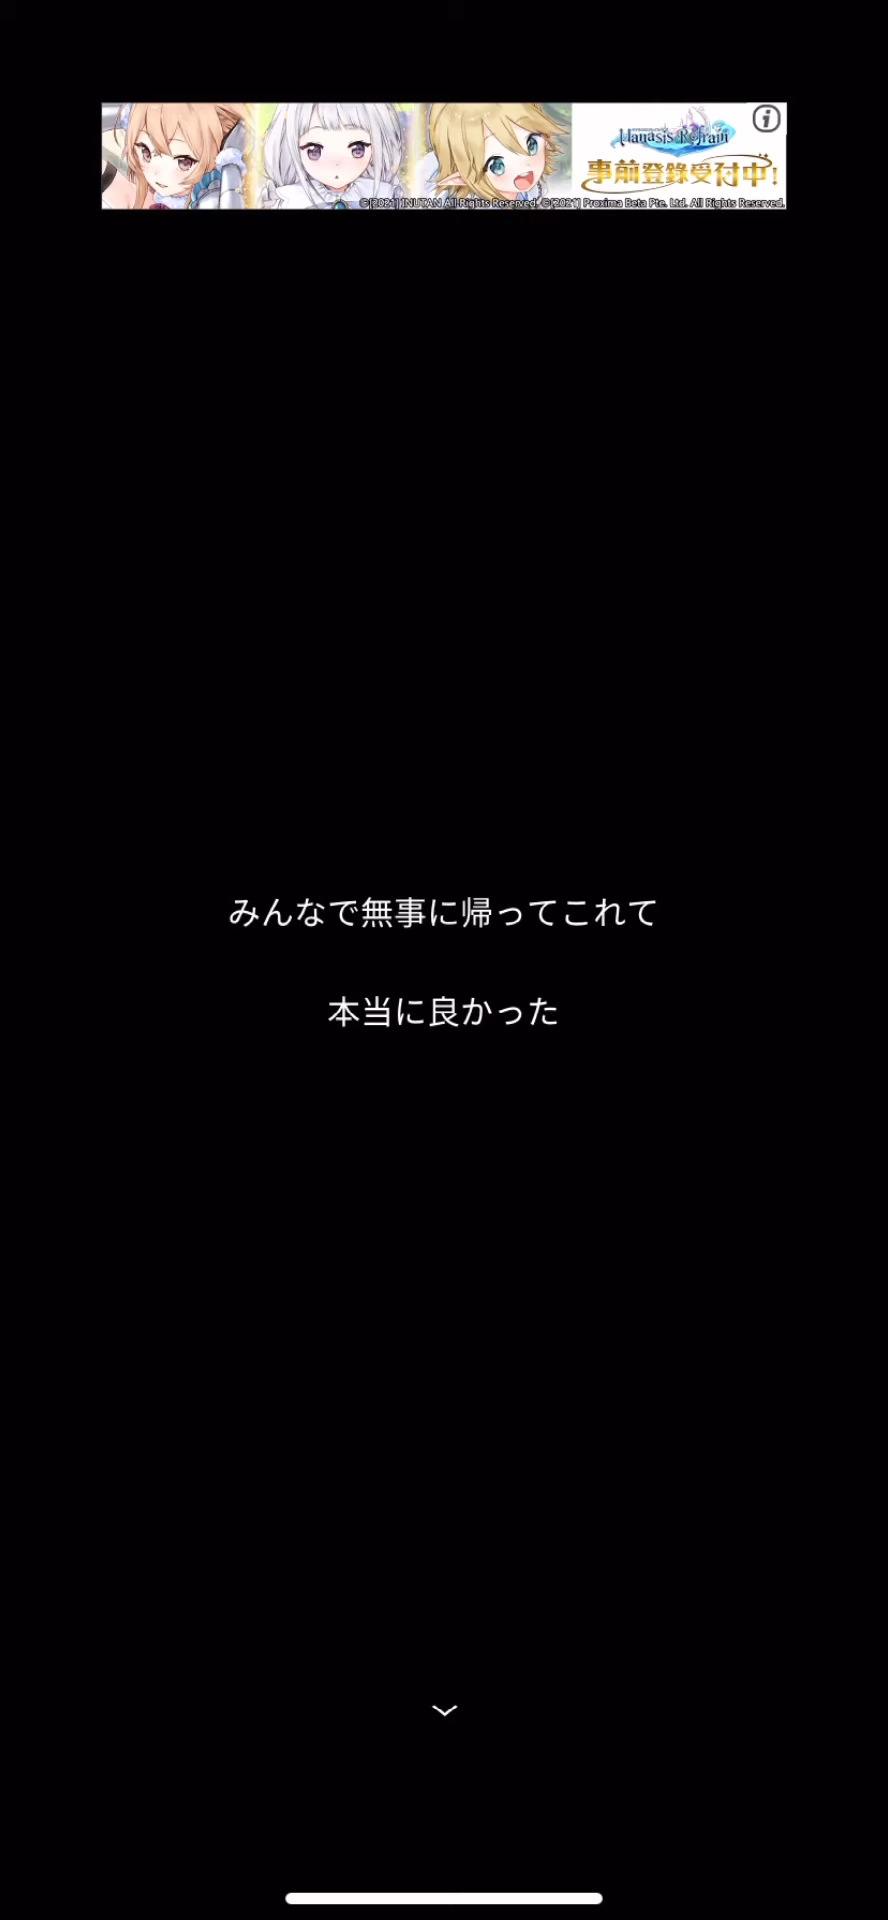 Hanasis Refrain
事前登錄受付中!
©[2021] INUTAN All Rights Reserved. ©[2021] Proxima Beta Pte. Ltd. All Rights Reserved.
みんなで無事に帰ってこれて
本当に良かった